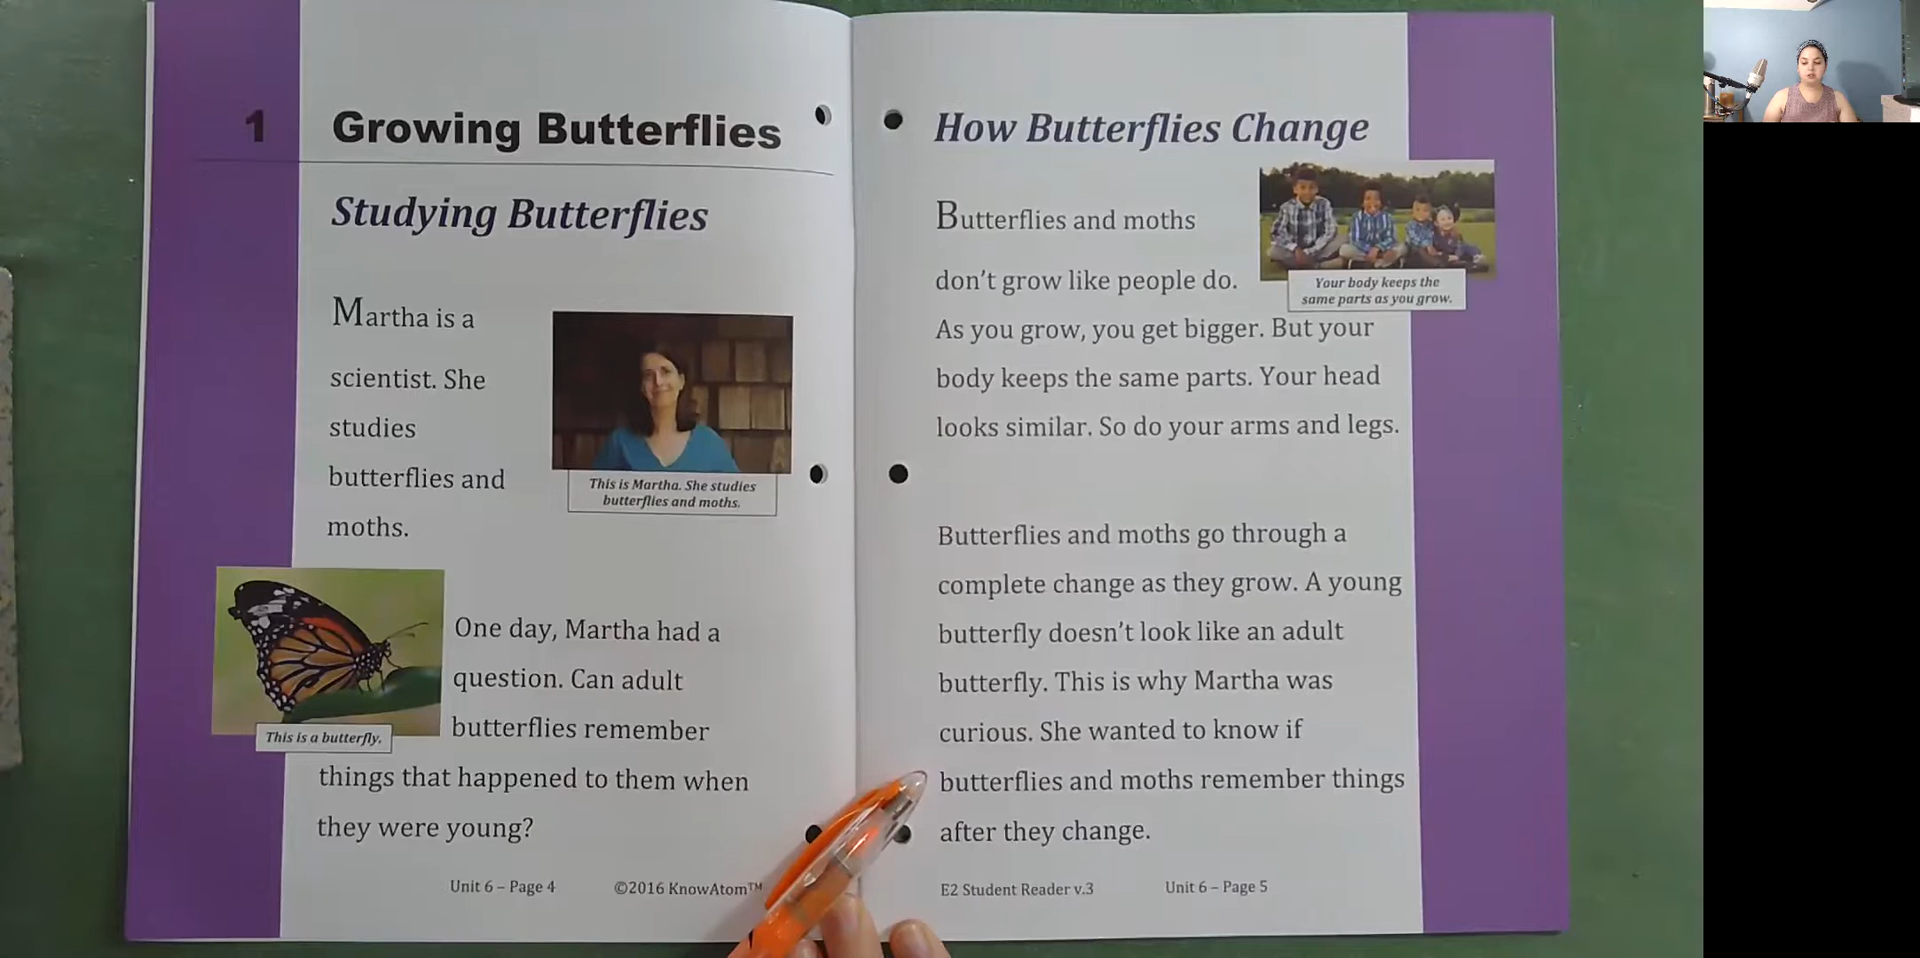 1 Growing Butterflies
Studying Butterflies
Martha is a
scientist. She
studies
butterflies and
moths.
This is Martha. She studies
butterflies and moths.
This is a butterfly.
One day, Martha had a
question. Can adult
butterflies remember
things that happened to them when
they were young?
Unit 6 – Page 4 ©2016 KnowAtom™
How Butterflies Change
Butterflies and moths
don't grow like people do.
Your body keeps the
same parts as you grow.
As you grow, you get bigger. But your
body keeps the same parts. Your head
looks similar. So do your arms and legs.
Butterflies and moths go through a
complete change as they grow. A young
butterfly doesn't look like an adult
butterfly. This is why Martha was
curious. She wanted to know if
butterflies and moths remember things
after they change.
E2 Student Reader v.3 Unit 6 – Page 5